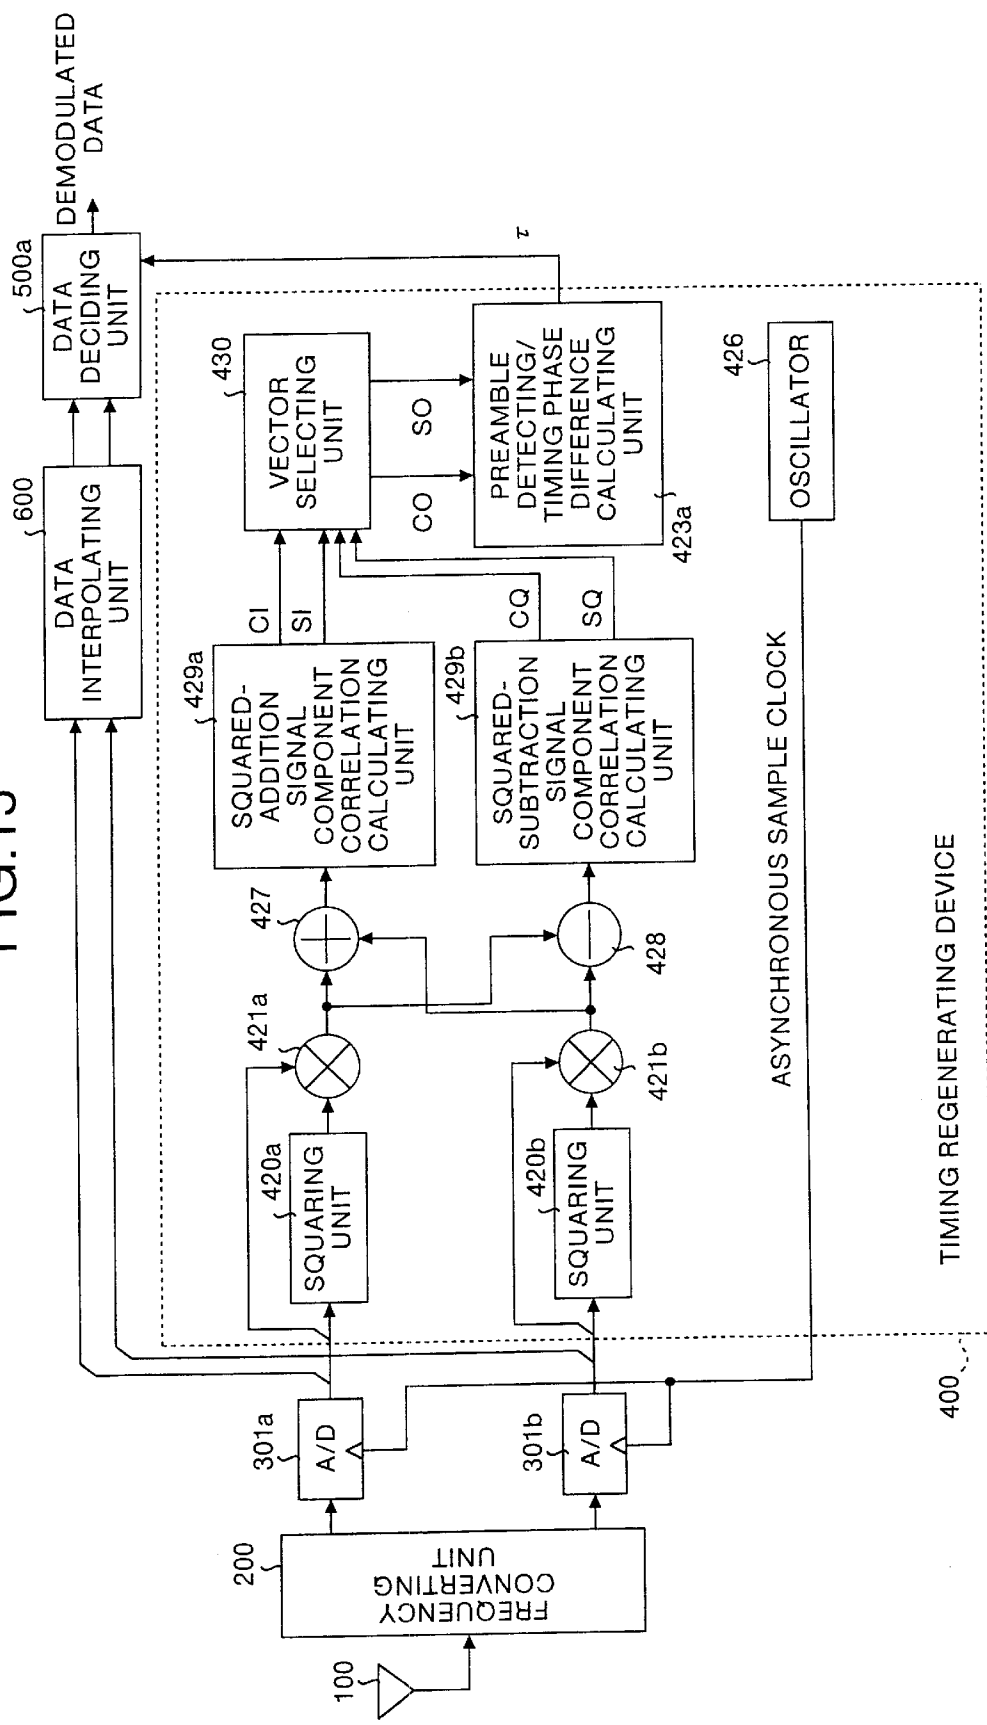 FIG.15
100
200
FREQUENCY
CONVERTING
UNIT
301a
A/D
301b
A/D
420a
SQUARING
UNIT
420b
SQUARING
UNIT
421a
421b
427
428
429a
SQUARED-
ADDITION
SIGNAL
COMPONENT
CORRELATION
CALCULATING
UNIT
429b
SQUARED-
SUBTRACTION
SIGNAL
COMPONENT
CORRELATION
CALCULATING
UNIT
CI
SI
CQ
SQ
430
VECTOR
SELECTING
UNIT
CO
SO
PREAMBLE
DETECTING/
TIMING PHASE
DIFFERENCE
CALCULATING
UNIT
423a
τ
600
DATA
INTERPOLATING
UNIT
500a
DATA
DECIDING
UNIT
DEMODULATED
DATA
426
OSCILLATOR
ASYNCHRONOUS SAMPLE CLOCK
TIMING REGENERATING DEVICE
400